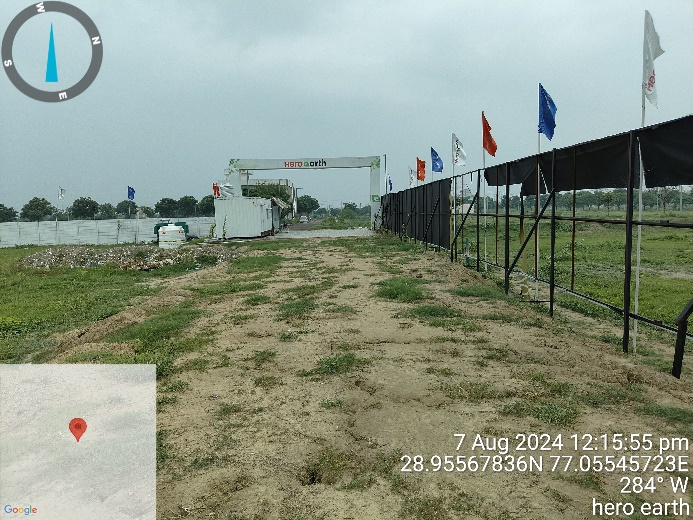 W
N
S
E
Hero earth
7 Aug 2024 12:15:55 pm
28.95567836N 77.05545723E
284° W
hero earth
Google